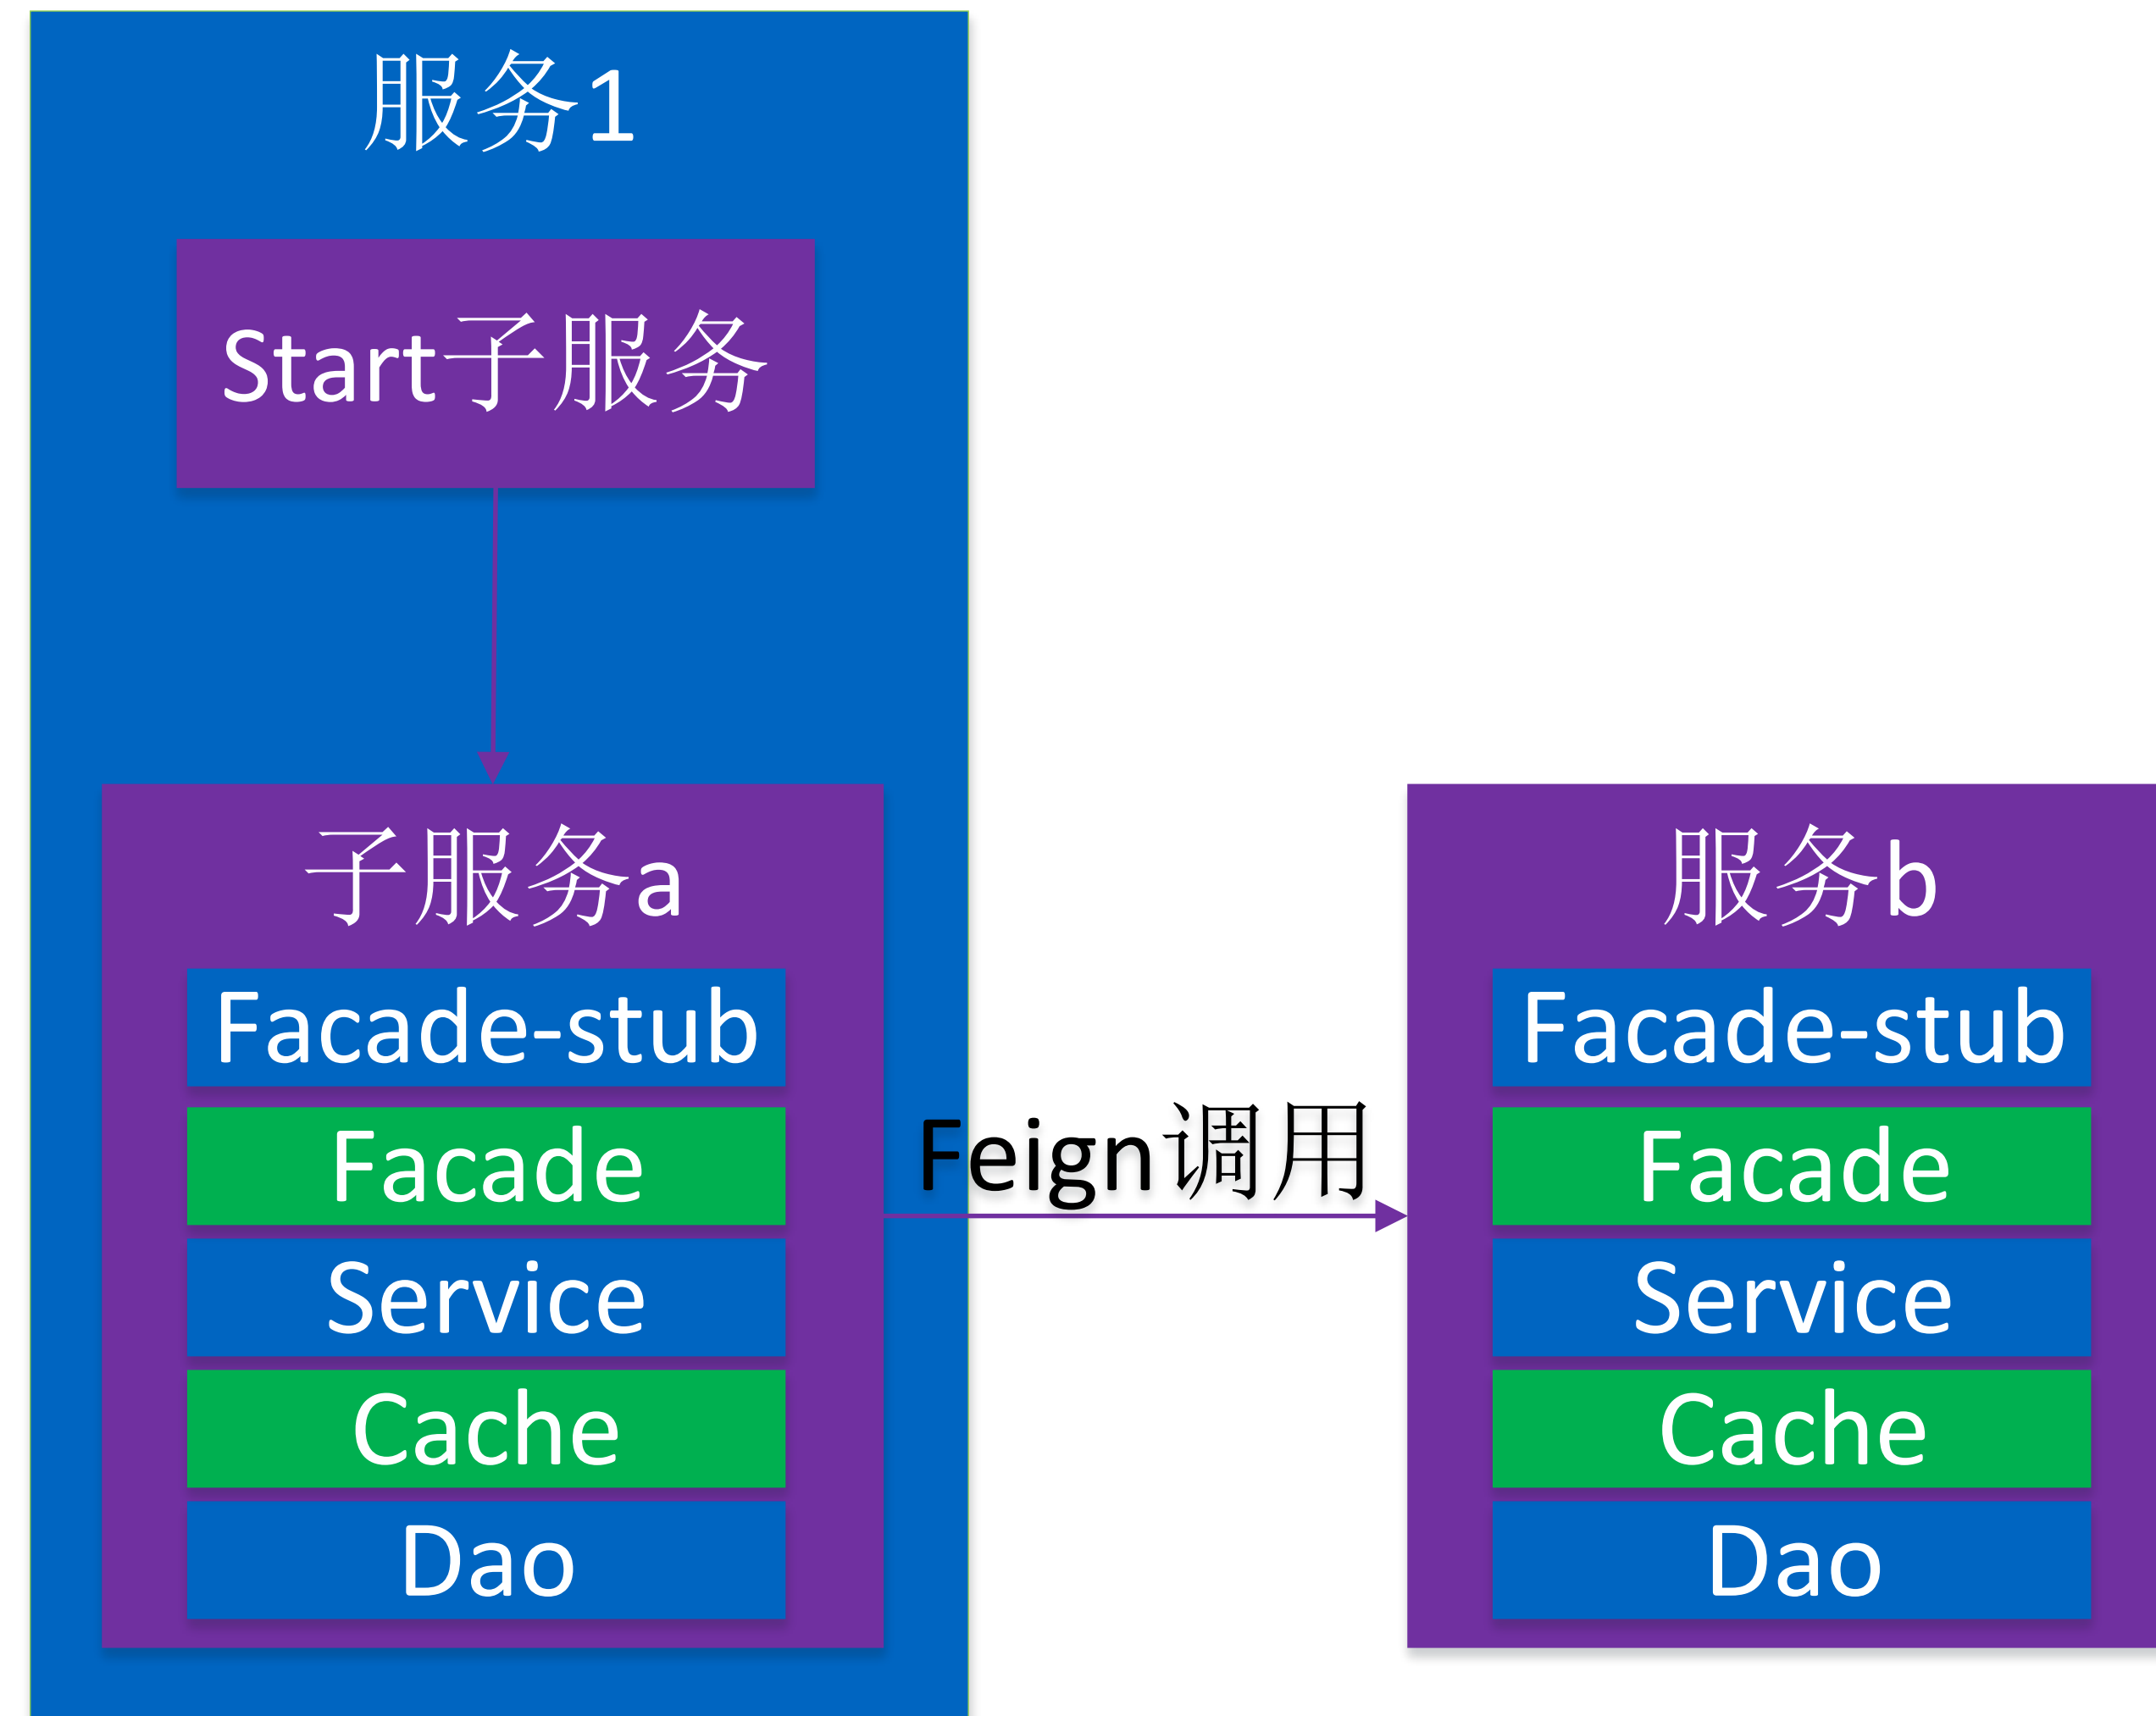 服务1
Start子服务
子服务a
Facade-stub
Facade
Service
Cache
Dao
Feign调用
服务b
Facade-stub
Facade
Service
Cache
Dao